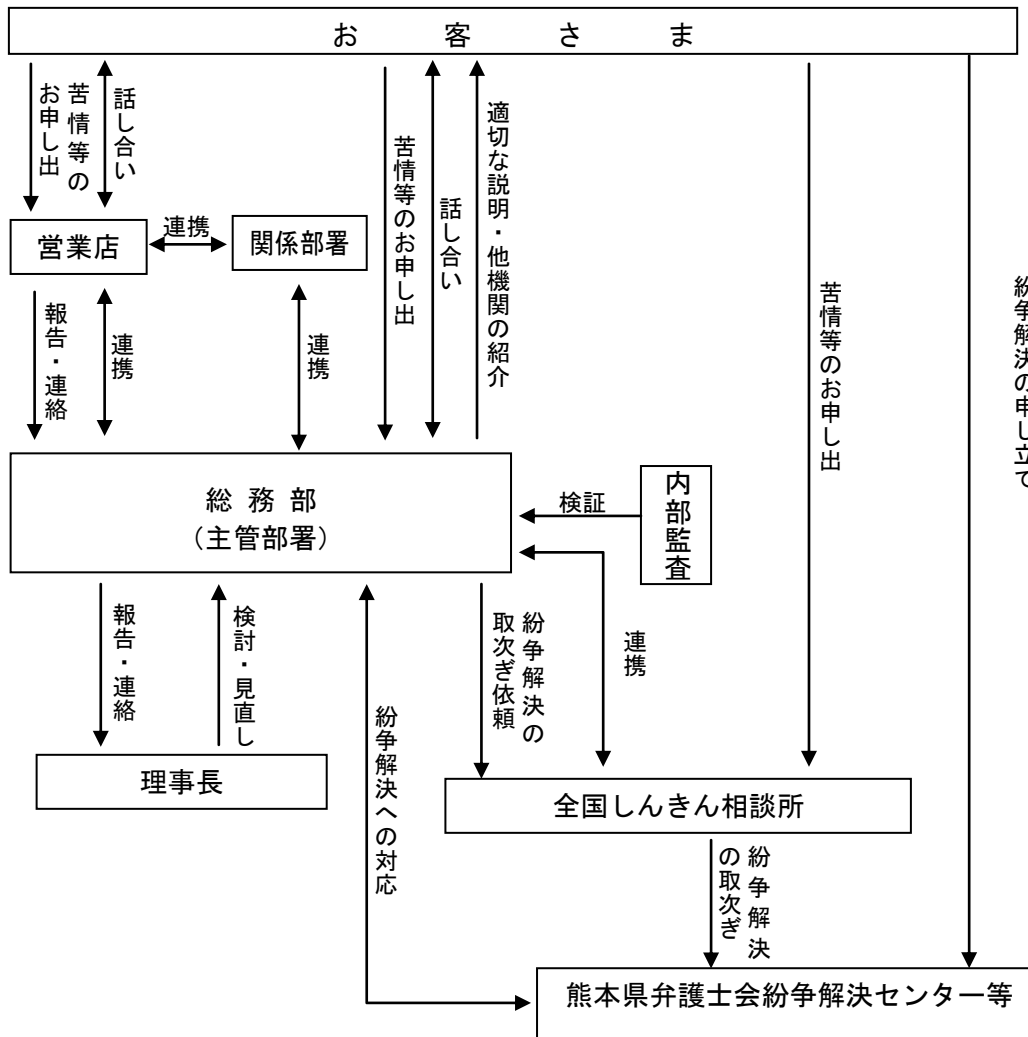 お客さま
苦情等の
お申し出
話し合い
苦情等のお申し出
話し合い
適切な説明・他機関の紹介
苦情等のお申し出
紛争解決の申し立て
営業店
連携
関係部署
報告・連絡
連携
連携
総務部
（主管部署）
検証
内部監査
報告・連絡
検討・見直し
紛争解決への対応
紛争解決の
取次ぎ依頼
連携
理事長
全国しんきん相談所
紛争解決
の取次ぎ
熊本県弁護士会紛争解決センター等